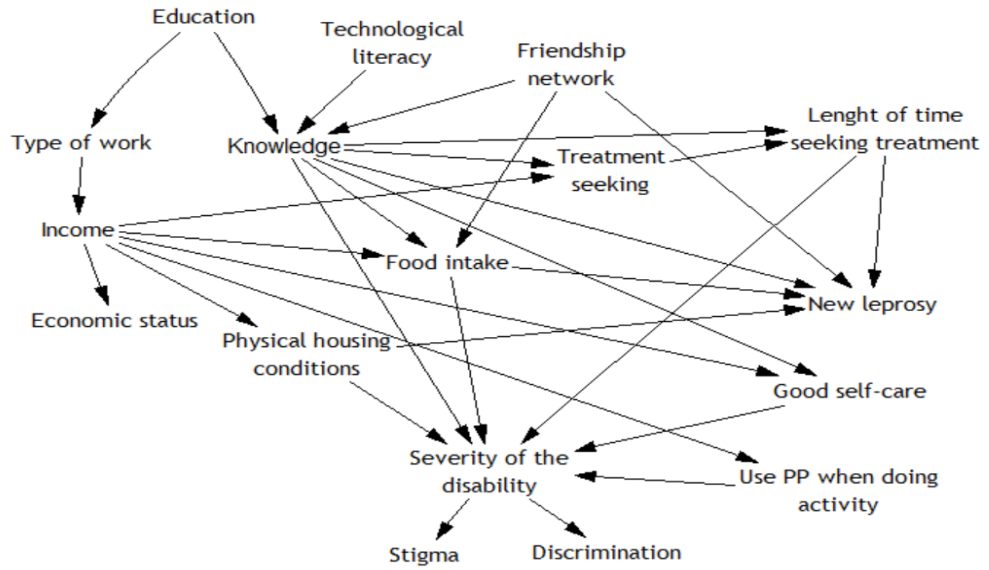 Education
Technological
literacy
Friendship
network
Lenght of time
seeking treatment
Type of work
Knowledge
Treatment
seeking
Income
Food intake
New leprosy
Economic status
Physical housing
conditions
Good self-care
Severity of the
disability
Use PP when doing
activity
Stigma
Discrimination